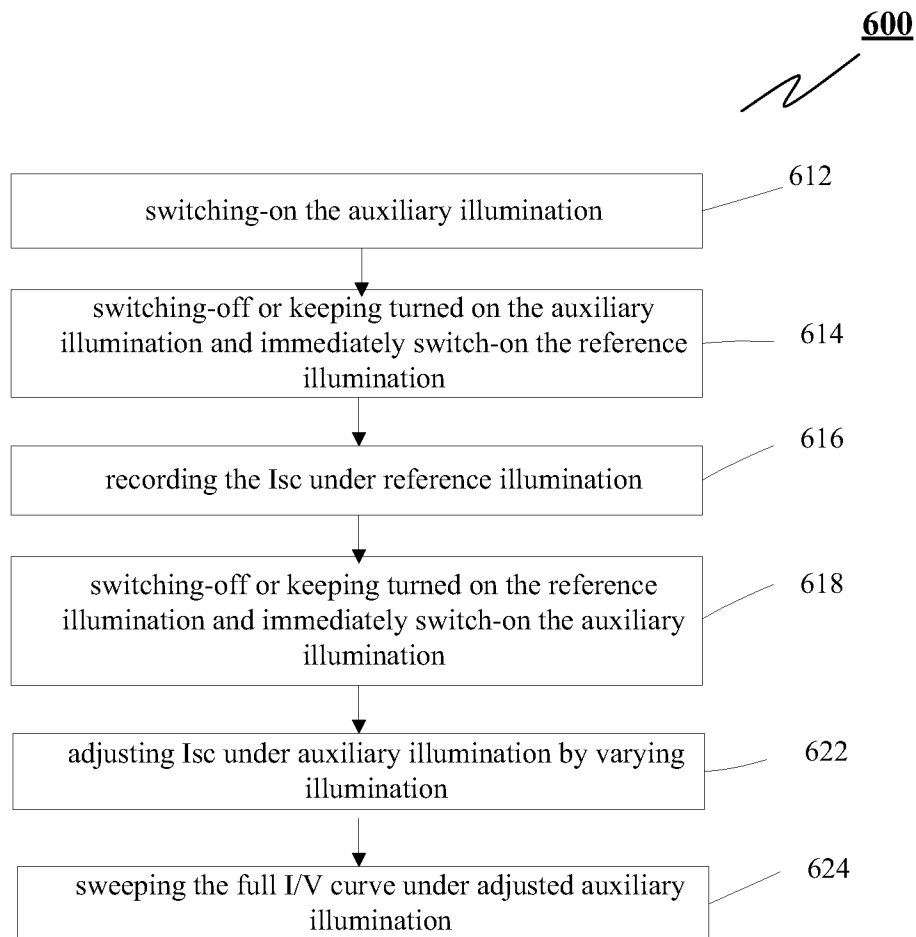 600
612
switching-on the auxiliary illumination
switching-off or keeping turned on the auxiliary
illumination and immediately switch-on the reference
illumination
614
616
recording the Isc under reference illumination
switching-off or keeping turned on the reference
illumination and immediately switch-on the auxiliary
illumination
618
adjusting Isc under auxiliary illumination by varying
illumination
622
sweeping the full I/V curve under adjusted auxiliary
illumination
624